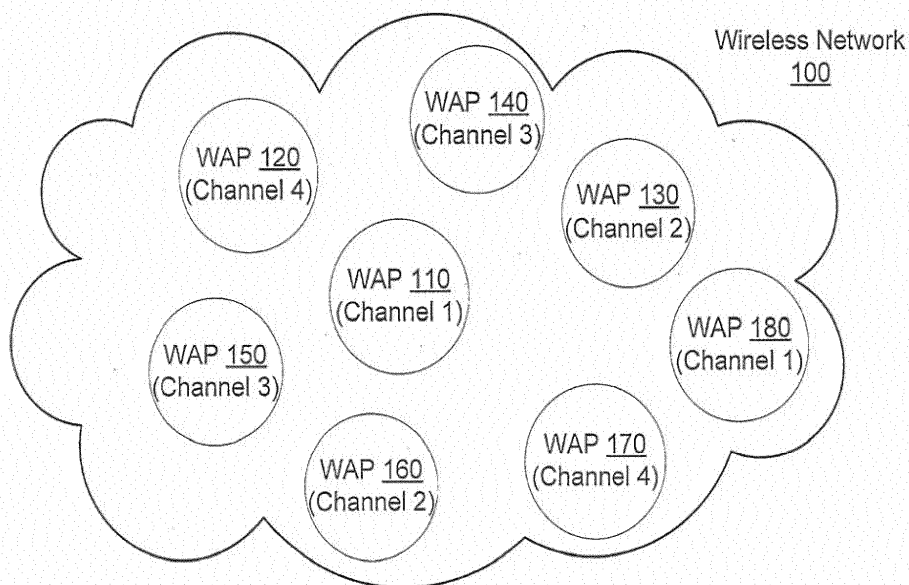 Wireless Network
100
WAP 140
(Channel 3)
WAP 120
(Channel 4)
WAP 130
(Channel 2)
WAP 110
(Channel 1)
WAP 180
(Channel 1)
WAP 150
(Channel 3)
WAP 170
(Channel 4)
WAP 160
(Channel 2)